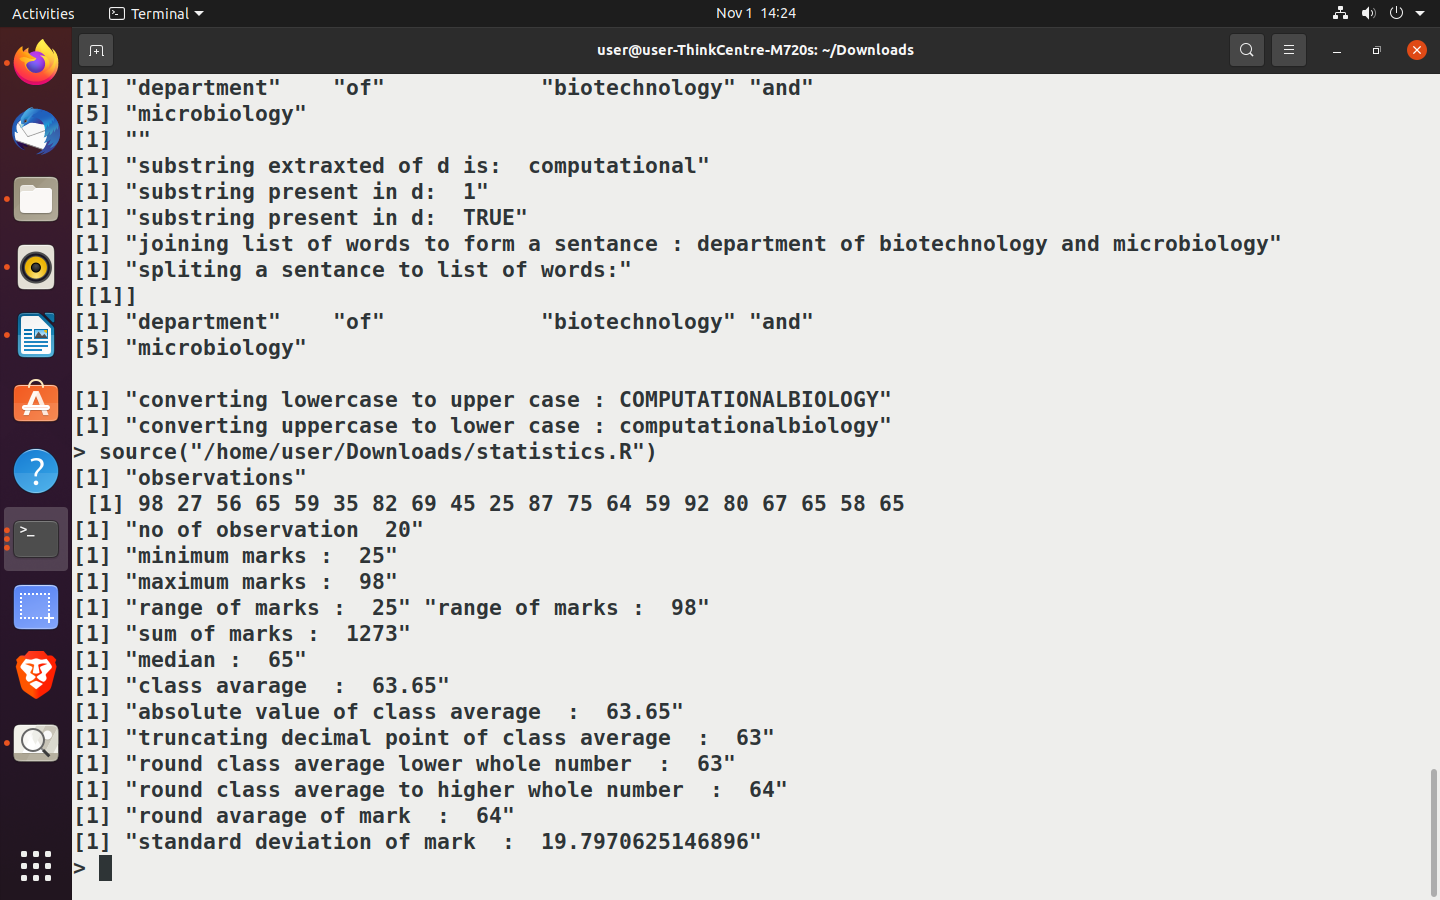 Activities Terminal Nov 1 14:24
user@user-ThinkCentre-M720s: ~/Downloads
[1] "department"    "of"            "biotechnology" "and"
[5] "microbiology"
[1] ""
[1] "substring extraxted of d is:  computational"
[1] "substring present in d:  1"
[1] "substring present in d:  TRUE"
[1] "joining list of words to form a sentance : department of biotechnology and microbiology"
[1] "spliting a sentance to list of words:"
[[1]]
[1] "department"    "of"            "biotechnology" "and"
[5] "microbiology"
[1] "converting lowercase to upper case : COMPUTATIONALBIOLOGY"
[1] "converting uppercase to lower case : computationalbiology"
> source("/home/user/Downloads/statistics.R")
[1] "observations"
 [1] 98 27 56 65 59 35 82 69 45 25 87 75 64 59 92 80 67 65 58 65
[1] "no of observation  20"
[1] "minimum marks :  25"
[1] "maximum marks :  98"
[1] "range of marks :  25" "range of marks :  98"
[1] "sum of marks :  1273"
[1] "median :  65"
[1] "class avarage  :  63.65"
[1] "absolute value of class average  :  63.65"
[1] "truncating decimal point of class average  :  63"
[1] "round class average lower whole number  :  63"
[1] "round class average to higher whole number  :  64"
[1] "round avarage of mark  :  64"
[1] "standard deviation of mark  :  19.7970625146896"
>